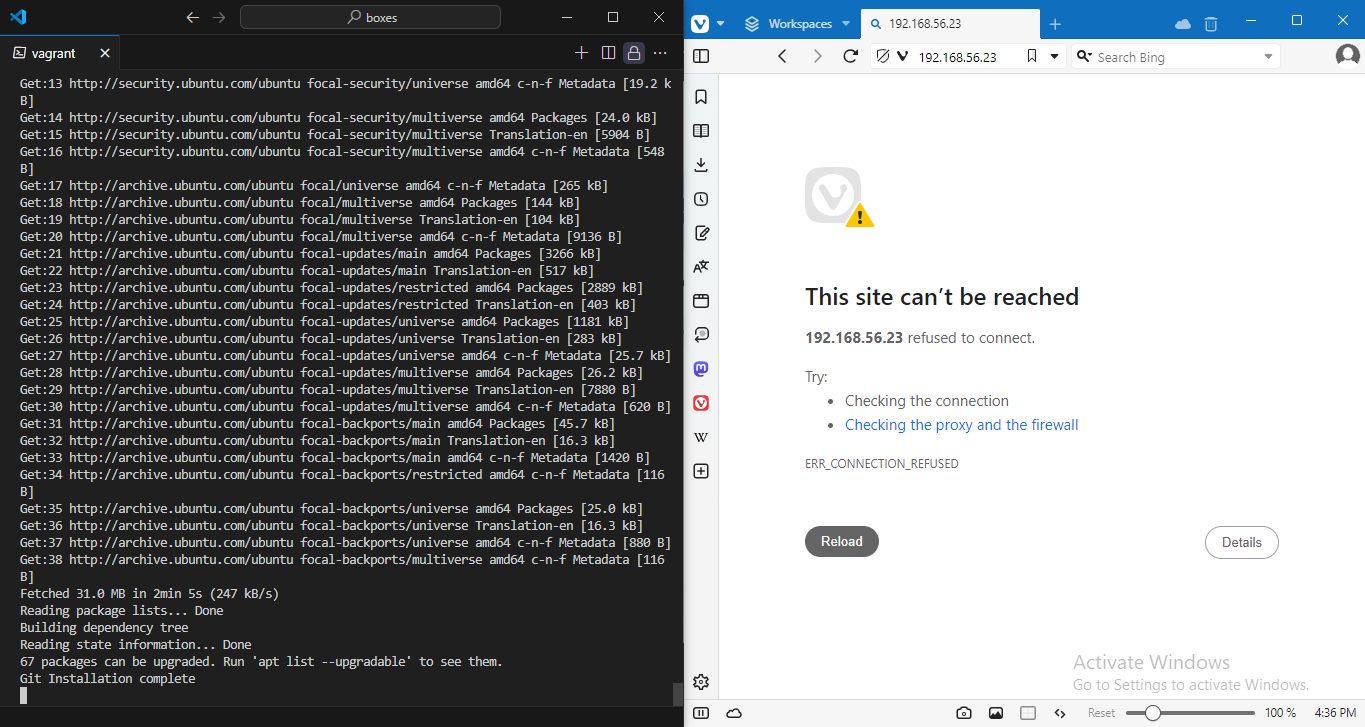 boxes
vagrant
Get:13 http://security.ubuntu.com/ubuntu focal-security/universe amd64 c-n-f Metadata [19.2 k
B]
Get:14 http://security.ubuntu.com/ubuntu focal-security/multiverse amd64 Packages [24.0 kB]
Get:15 http://security.ubuntu.com/ubuntu focal-security/multiverse Translation-en [5904 B]
Get:16 http://security.ubuntu.com/ubuntu focal-security/multiverse amd64 c-n-f Metadata [548
B]
Get:17 http://archive.ubuntu.com/ubuntu focal/universe amd64 c-n-f Metadata [265 kB]
Get:18 http://archive.ubuntu.com/ubuntu focal/multiverse amd64 Packages [144 kB]
Get:19 http://archive.ubuntu.com/ubuntu focal/multiverse Translation-en [104 kB]
Get:20 http://archive.ubuntu.com/ubuntu focal/multiverse amd64 c-n-f Metadata [9136 B]
Get:21 http://archive.ubuntu.com/ubuntu focal-updates/main amd64 Packages [3266 kB]
Get:22 http://archive.ubuntu.com/ubuntu focal-updates/main Translation-en [517 kB]
Get:23 http://archive.ubuntu.com/ubuntu focal-updates/restricted amd64 Packages [2889 kB]
Get:24 http://archive.ubuntu.com/ubuntu focal-updates/restricted Translation-en [403 kB]
Get:25 http://archive.ubuntu.com/ubuntu focal-updates/universe amd64 Packages [1181 kB]
Get:26 http://archive.ubuntu.com/ubuntu focal-updates/universe Translation-en [283 kB]
Get:27 http://archive.ubuntu.com/ubuntu focal-updates/universe amd64 c-n-f Metadata [25.7 kB]
Get:28 http://archive.ubuntu.com/ubuntu focal-updates/multiverse amd64 Packages [26.2 kB]
Get:29 http://archive.ubuntu.com/ubuntu focal-updates/multiverse Translation-en [7880 B]
Get:30 http://archive.ubuntu.com/ubuntu focal-updates/multiverse amd64 c-n-f Metadata [620 B]
Get:31 http://archive.ubuntu.com/ubuntu focal-backports/main amd64 Packages [45.7 kB]
Get:32 http://archive.ubuntu.com/ubuntu focal-backports/main Translation-en [16.3 kB]
Get:33 http://archive.ubuntu.com/ubuntu focal-backports/main amd64 c-n-f Metadata [1420 B]
Get:34 http://archive.ubuntu.com/ubuntu focal-backports/restricted amd64 c-n-f Metadata [116
B]
Get:35 http://archive.ubuntu.com/ubuntu focal-backports/universe amd64 Packages [25.0 kB]
Get:36 http://archive.ubuntu.com/ubuntu focal-backports/universe Translation-en [16.3 kB]
Get:37 http://archive.ubuntu.com/ubuntu focal-backports/universe amd64 c-n-f Metadata [880 B]
Get:38 http://archive.ubuntu.com/ubuntu focal-backports/multiverse amd64 c-n-f Metadata [116
B]
Fetched 31.0 MB in 2min 5s (247 kB/s)
Reading package lists... Done
Building dependency tree
Reading state information... Done
67 packages can be upgraded. Run 'apt list --upgradable' to see them.
Git Installation complete
Workspaces
192.168.56.23
192.168.56.23
Search Bing
This site can't be reached
192.168.56.23 refused to connect.
Try:
• Checking the connection
• Checking the proxy and the firewall
ERR_CONNECTION_REFUSED
Reload
Details
Activate Windows
Go to Settings to activate Windows.
Reset
100 %
4:36 PM